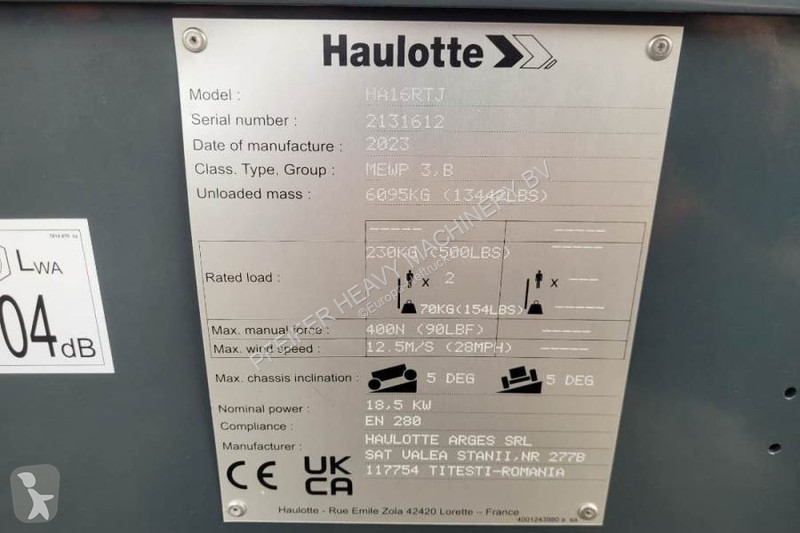 Haulotte
Model : HA16RTJ
Serial number : 2131612
Date of manufacture : 2023
Class. Type, Group : MEWP 3,B
Unloaded mass : 6095KG (13442LBS)
----- -----
230KG (500LBS) -----
Rated load : x 2 x -----
70KG(154LBS) -----
Max. manual force : 400N (90LBF) -----
Max. wind speed : 12.5M/S (28MPH) -----
Max. chassis inclination : 5 DEG 5 DEG
Nominal power : 18,5 KW
Compliance : EN 280
Manufacturer : HAULOTTE ARGES SRL
SAT VALEA STANII,NR 277B
117754 TITESTI-ROMANIA
CE UK
CA
Haulotte - Rue Emile Zola 42420 Lorette – France
4001243980 a
LWA
04 dB
PFEIFER HEAVY MACHINERY BV